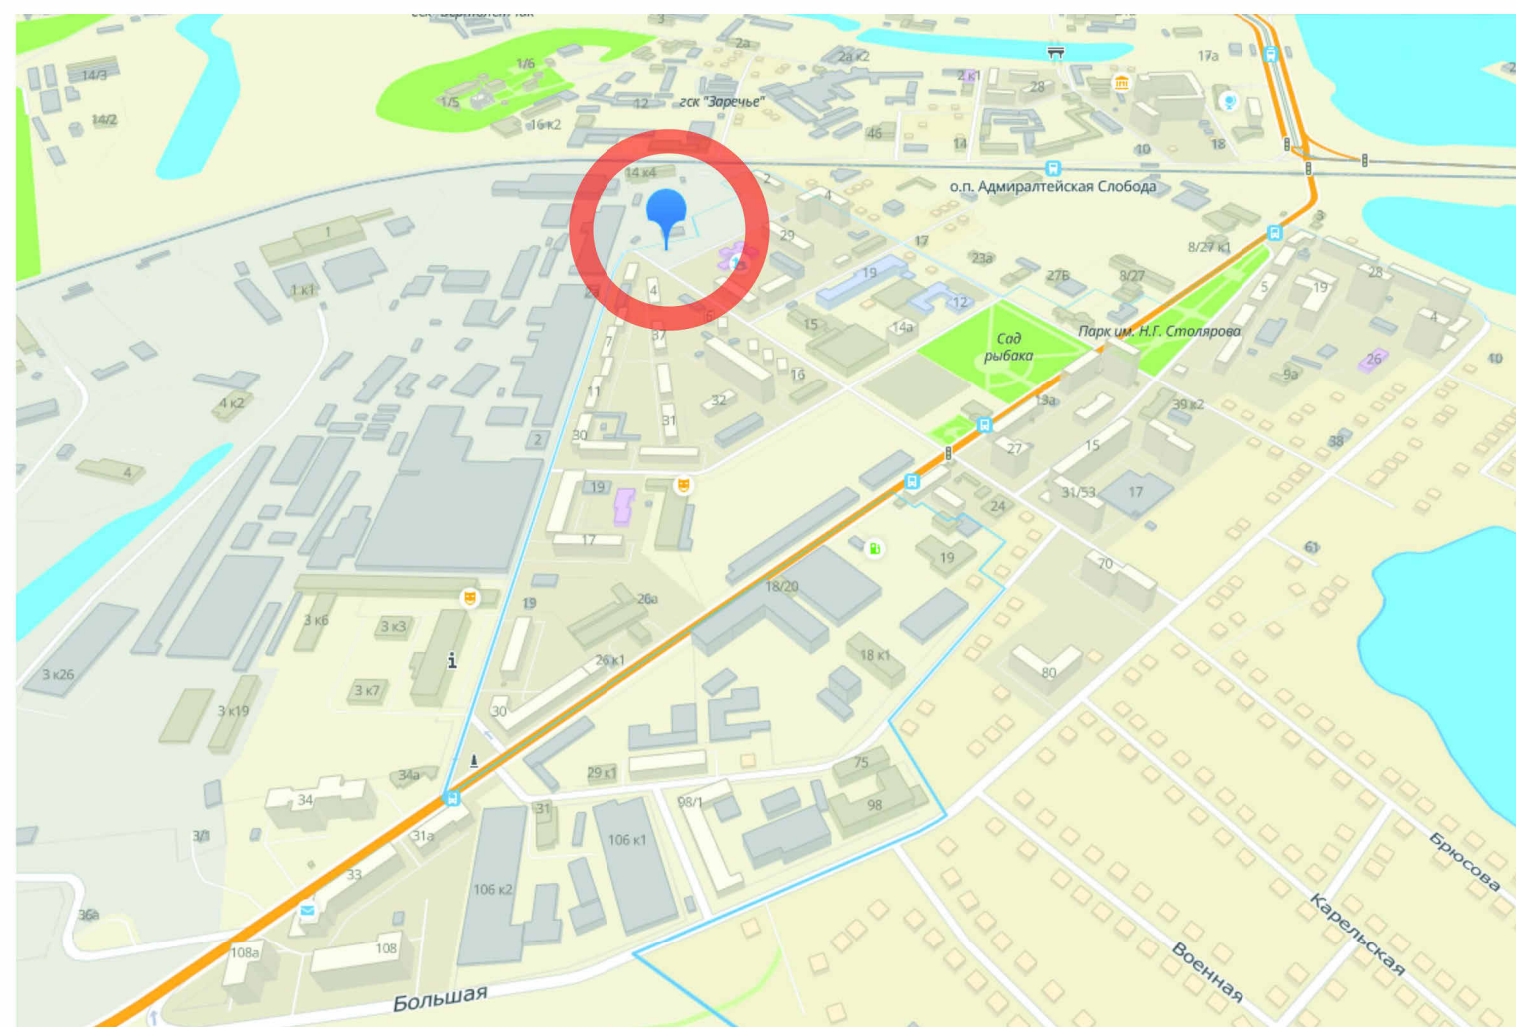 3
2а
2а к2
17а
14/3
1/6
2 к1
28
1/5
12
гск "Заречье"
14/2
16 к2
46
14
10
18
14 к4
2
4
о.п. Адмиралтейская Слобода
1
29
17
3
8/27 к1
23а
27В
8/27
28
19
12
5
19
1 к1
4
6
37
15
14а
Сад
рыбака
Парк им. Н.Г. Столярова
4
7
26
40
11
16
9а
4 к2
32
31
13а
39 к2
30
2
27
15
38
4
19
31/53
17
24
17
19
61
70
18/20
26а
19
3 к6
3 к3
26 к1
18 к1
3 к26
3 к7
80
3 к19
30
34а
29 к1
75
34
98/1
98
31
3/1
31а
106 к1
Брюсова
33
106 к2
36а
Карельская
108а
108
Военная
Большая